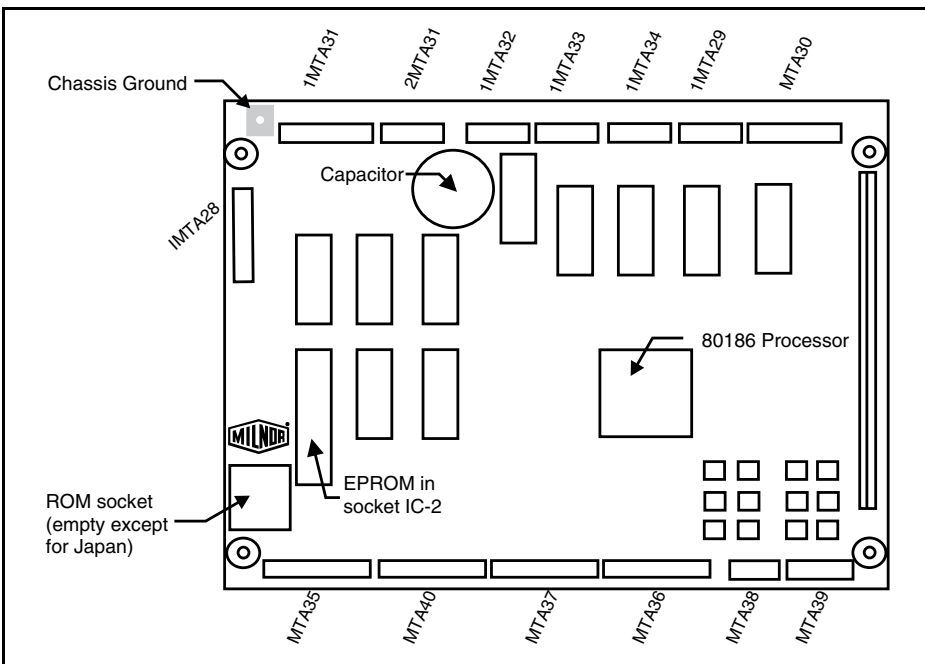 1MTA31
2MTA31
1MTA32
1MTA33
1MTA34
1MTA29
MTA30
Chassis Ground
Capacitor
IMTA28
80186 Processor
MILNOR
EPROM in
socket IC-2
ROM socket
(empty except
for Japan)
MTA35
MTA40
MTA37
MTA36
MTA38
MTA39